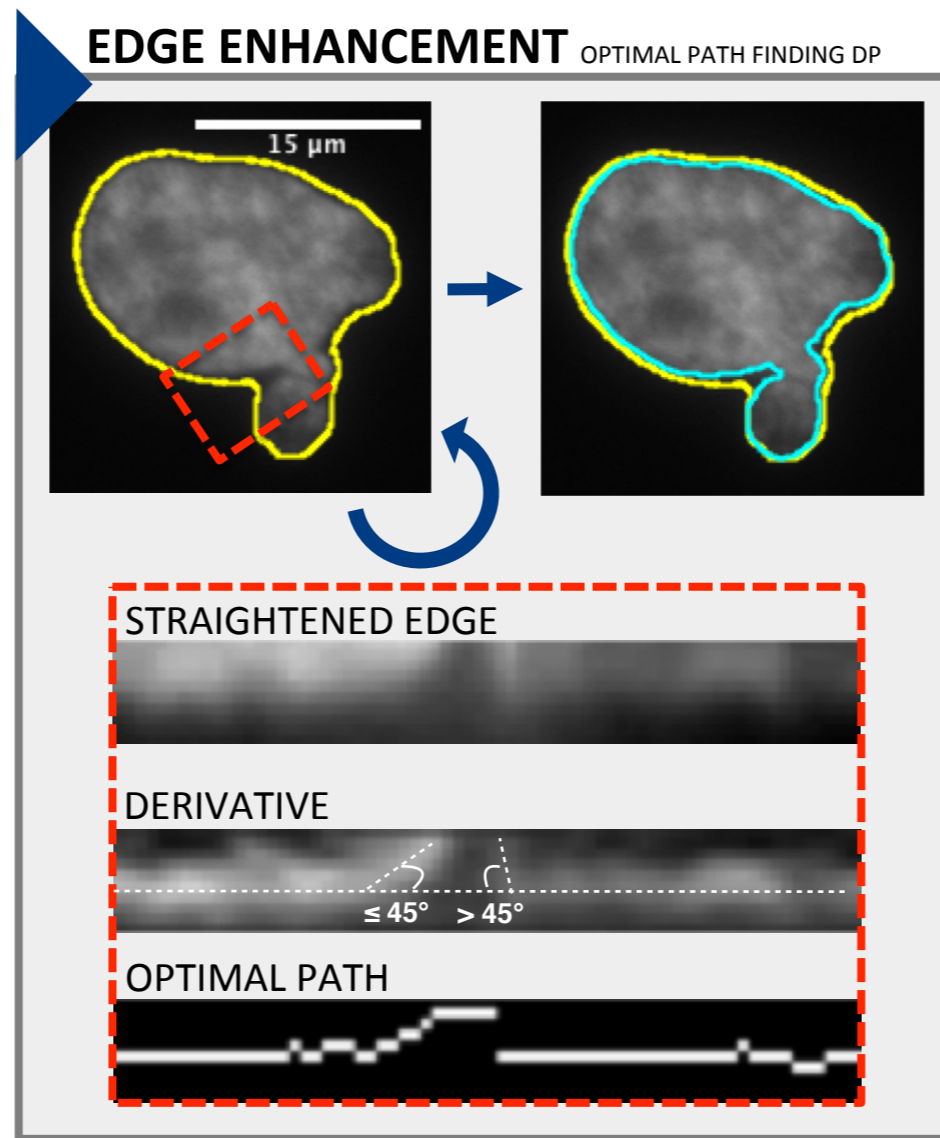 EDGE ENHANCEMENT OPTIMAL PATH FINDING DP
15 μm
STRAIGHTENED EDGE
DERIVATIVE
≤ 45° > 45°
OPTIMAL PATH